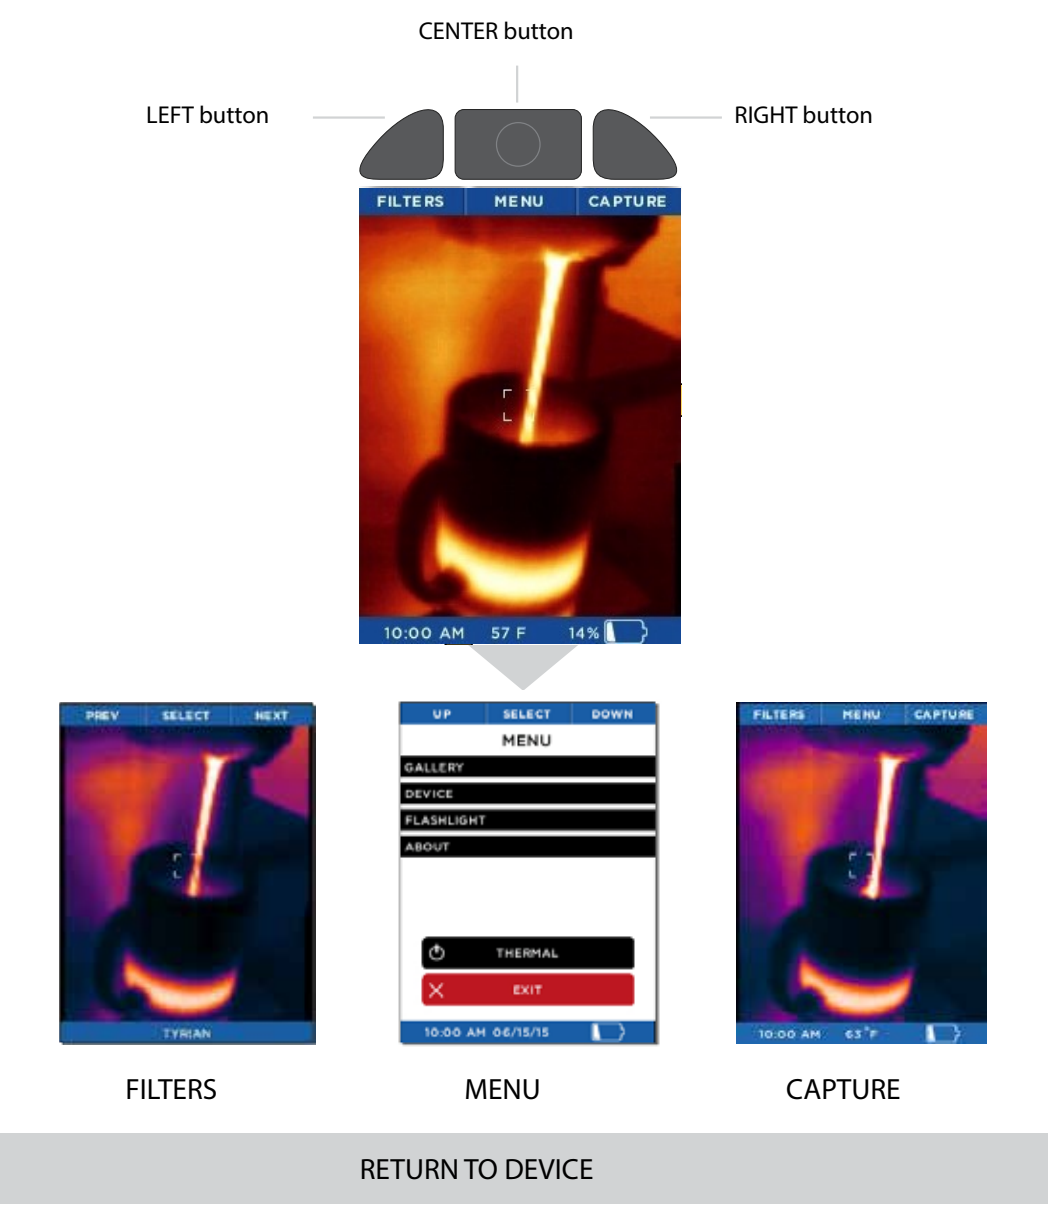 CENTER button
LEFT button
RIGHT button
FILTERS MENU CAPTURE
10:00 AM 57 F 14%
PREV SELECT NEXT
TYRIAN
UP SELECT DOWN
MENU
GALLERY
DEVICE
FLASHLIGHT
ABOUT
THERMAL
EXIT
10:00 AM 06/15/15
FILTERS MENU CAPTURE
10:00 AM 63°F
FILTERS
MENU
CAPTURE
RETURN TO DEVICE